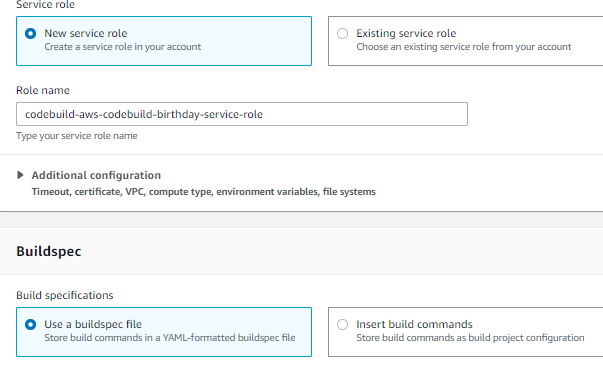 Service role
New service role
Create a service role in your account
Existing service role
Choose an existing service role from your account
Role name
codebuild-aws-codebuild-birthday-service-role
Type your service role name
Additional configuration
Timeout, certificate, VPC, compute type, environment variables, file systems
Buildspec
Build specifications
Use a buildspec file
Store build commands in a YAML-formatted buildspec file
Insert build commands
Store build commands as build project configuration